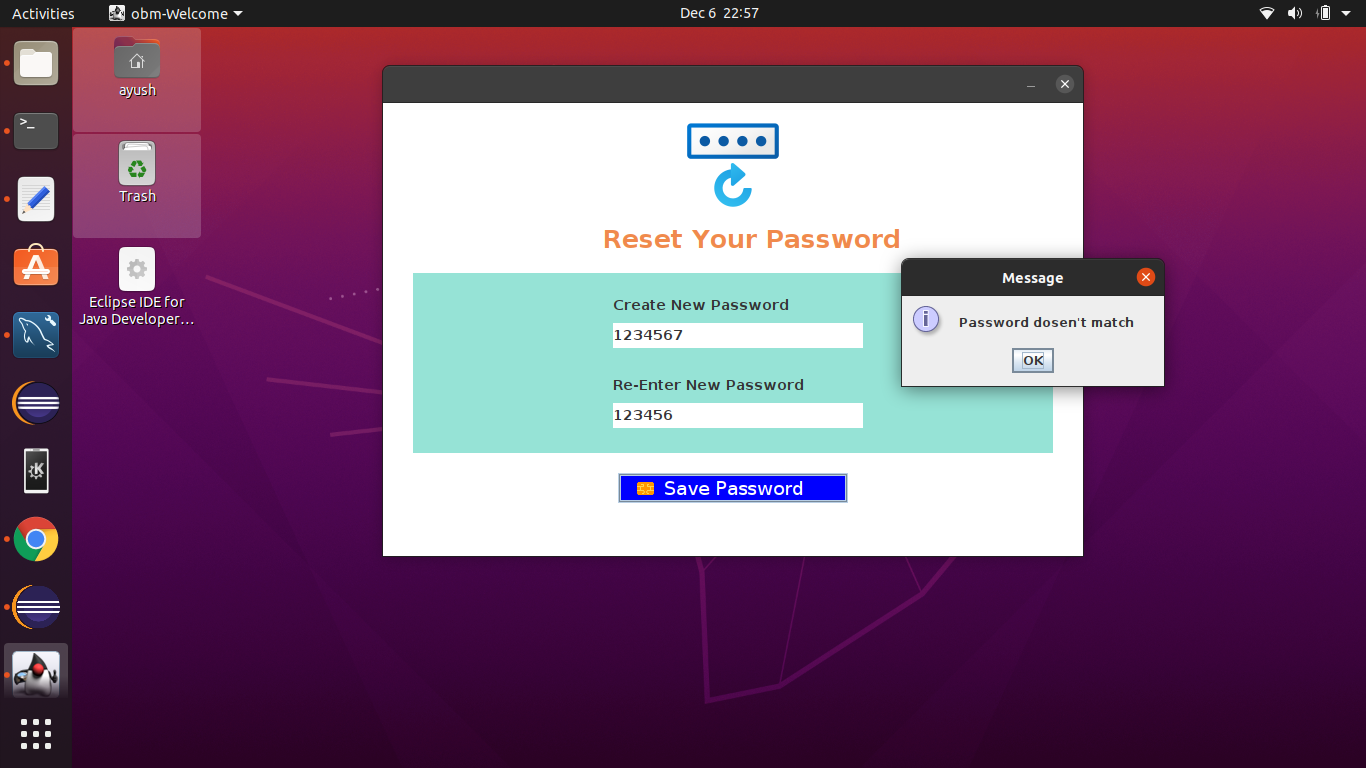 Activities
obm-Welcome
Dec 6 22:57
ayush
Trash
Eclipse IDE for
Java Developer…
>_
K
Reset Your Password
Create New Password
1234567
Re-Enter New Password
123456
Save Password
Message
i
Password dosen't match
OK